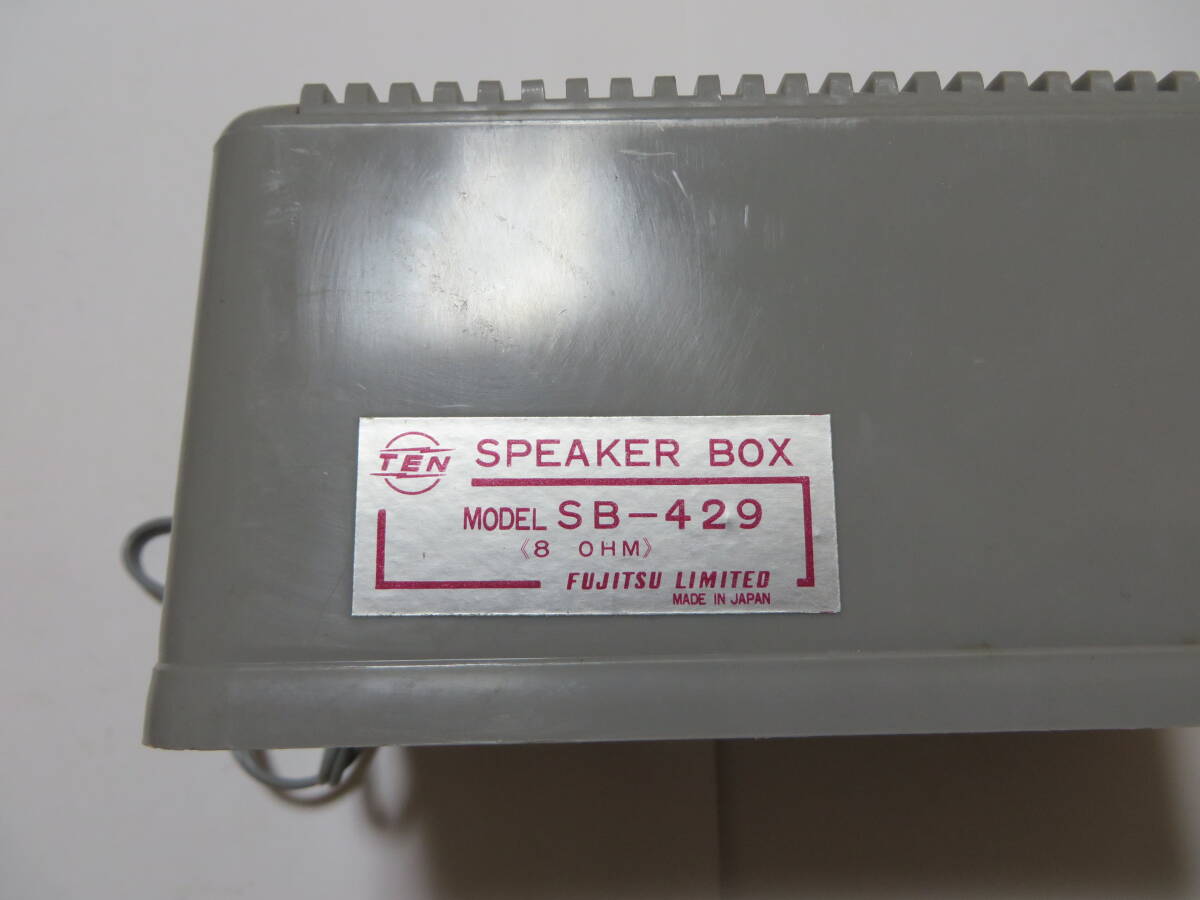 TEN SPEAKER BOX
MODEL SB-429
《8 OHM》
FUJITSU LIMITED
MADE IN JAPAN